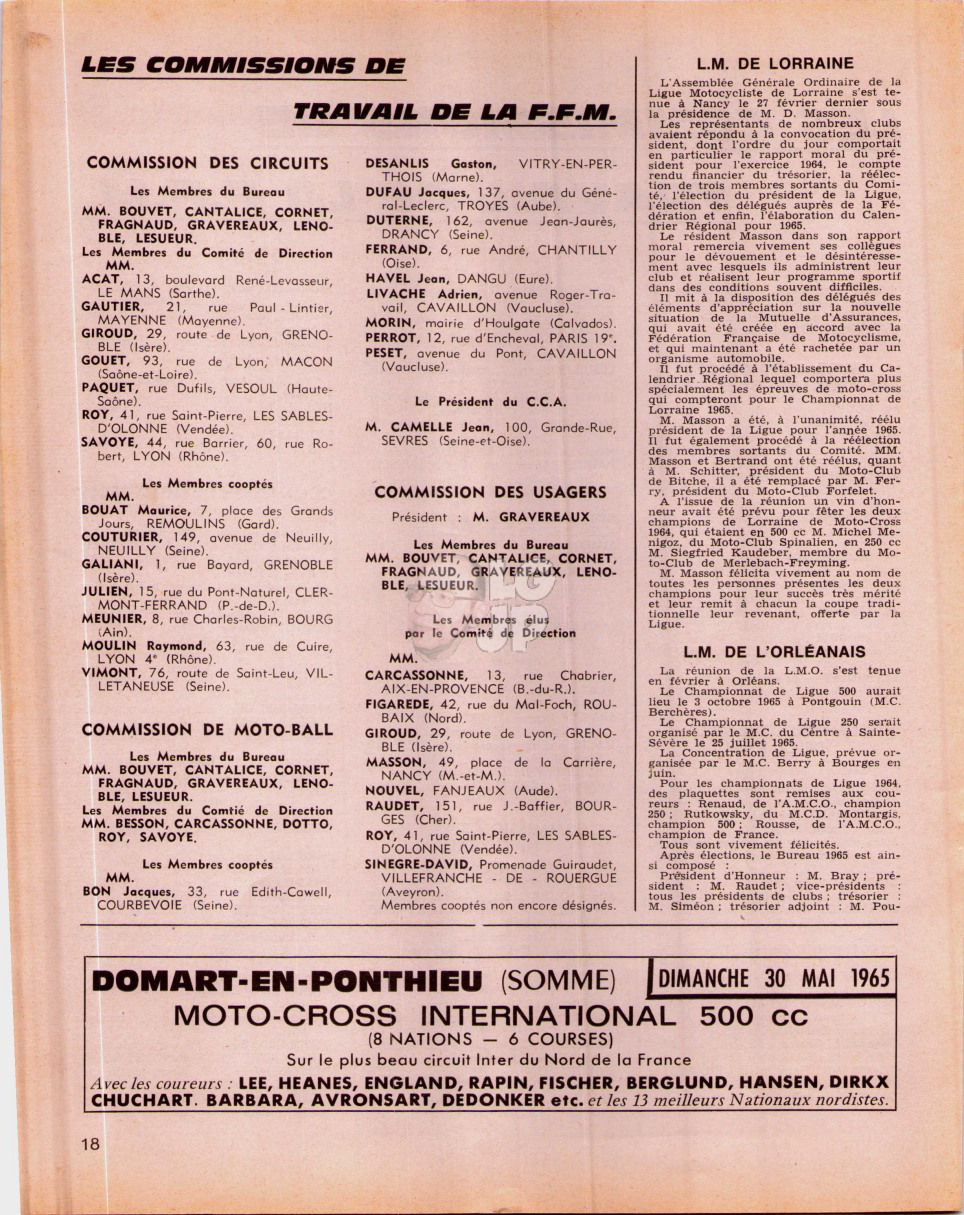 LES COMMISSIONS DE
TRAVAIL DE LA F.F.M.
COMMISSION DES CIRCUITS
Les Membres du Bureau
MM. BOUVET, CANTALICE, CORNET,
FRAGNAUD, GRAVEREAUX, LENO-
BLE, LESUEUR.
Les Membres du Comité de Direction
MM.
ACAT, 13, boulevard René-Levasseur,
LE MANS (Sarthe).
GAUTIER, 21, rue Paul-Lintier,
MAYENNE (Mayenne).
GIROUD, 29, route de Lyon, GRENO-
BLE (Isère).
GOUET, 93, rue de Lyon, MACON
(Saône-et-Loire).
PAQUET, rue Dufils, VESOUL (Haute-
Saône).
ROY, 41, rue Saint-Pierre, LES SABLES-
D'OLONNE (Vendée).
SAVOYE, 44, rue Barrier, 60, rue Ro-
bert, LYON (Rhône).
Les Membres cooptés
MM.
BOUAT Maurice, 7, place des Grands
Jours, REMOULINS (Gard).
COUTURIER, 149, avenue de Neuilly,
NEUILLY (Seine).
GALIANI, 1, rue Bayard, GRENOBLE
(Isère).
JULIEN, 15, rue du Pont-Naturel, CLER-
MONT-FERRAND (P.-de-D.).
MEUNIER, 8, rue Charles-Robin, BOURG
(Ain).
MOULIN Raymond, 63, rue de Cuire,
LYON 4e (Rhône).
VIMONT, 76, route de Saint-Leu, VIL-
LETANEUSE (Seine).
COMMISSION DE MOTO-BALL
Les Membres du Bureau
MM. BOUVET, CANTALICE, CORNET,
FRAGNAUD, GRAVEREAUX, LENO-
BLE, LESUEUR.
Les Membres du Comtié de Direction
MM. BESSON, CARCASSONNE, DOTTO,
ROY, SAVOYE.
Les Membres cooptés
MM.
BON Jacques, 33, rue Edith-Cawell,
COURBEVOIE (Seine).
DESANLIS Gaston, VITRY-EN-PER-
THOIS (Marne).
DUFAU Jacques, 137, avenue du Géné-
ral-Leclerc, TROYES (Aube).
DUTERNE, 162, avenue Jean-Jaurès,
DRANCY (Seine).
FERRAND, 6, rue André, CHANTILLY
(Oise).
HAVEL Jean, DANGU (Eure).
LIVACHE Adrien, avenue Roger-Tra-
vail, CAVAILLON (Vaucluse).
MORIN, mairie d'Houlgate (Calvados).
PERROT, 12, rue d'Encheval, PARIS 19e.
PESET, avenue du Pont, CAVAILLON
(Vaucluse).
Le Président du C.C.A.
M. CAMELLE Jean, 100, Grande-Rue,
SEVRES (Seine-et-Oise).
COMMISSION DES USAGERS
Président : M. GRAVEREAUX
Les Membres du Bureau
MM. BOUVET, CANTALICE, CORNET,
FRAGNAUD, GRAVEREAUX, LENO-
BLE, LESUEUR.
Les Membres élus
par le Comité de Direction
MM.
CARCASSONNE, 13, rue Chabrier,
AIX-EN-PROVENCE (B.-du-R.).
FIGAREDE, 42, rue du Mal-Foch, ROU-
BAIX (Nord).
GIROUD, 29, route de Lyon, GRENO-
BLE (Isère).
MASSON, 49, place de la Carrière,
NANCY (M.-et-M.).
NOUVEL, FANJEAUX (Aude).
RAUDET, 151, rue J.-Baffier, BOUR-
GES (Cher).
ROY, 41, rue Saint-Pierre, LES SABLES-
D'OLONNE (Vendée).
SINEGRE-DAVID, Promenade Guiraudet,
VILLEFRANCHE - DE - ROUERGUE
(Aveyron).
Membres cooptés non encore désignés.
L.M. DE LORRAINE
L'Assemblée Générale Ordinaire de la
Ligue Motocycliste de Lorraine s'est te-
nue à Nancy le 27 février dernier sous
la présidence de M. D. Masson.
Les représentants de nombreux clubs
avaient répondu à la convocation du pré-
sident, dont l'ordre du jour comportait
en particulier le rapport moral du pré-
sident pour l'exercice 1964, le compte
rendu financier du trésorier, la réélec-
tion de trois membres sortants du Comi-
té, l'élection du président de la Ligue,
l'élection des délégués auprès de la Fé-
dération et enfin, l'élaboration du Calen-
drier Régional pour 1965.
Le résident Masson dans son rapport
moral remercia vivement ses collègues
pour le dévouement et le désintéresse-
ment avec lesquels ils administrent leur
club et réalisent leur programme sportif
dans des conditions souvent difficiles.
Il mit à la disposition des délégués des
éléments d'appréciation sur la nouvelle
situation de la Mutuelle d'Assurances,
qui avait été créée en accord avec la
Fédération Française de Motocyclisme,
et qui maintenant a été rachetée par un
organisme automobile.
Il fut procédé à l'établissement du Ca-
lendrier Régional lequel comportera plus
spécialement les épreuves de moto-cross
qui compteront pour le Championnat de
Lorraine 1965.
M. Masson a été, à l'unanimité, réélu
président de la Ligue pour l'année 1965.
Il fut également procédé à la réélection
des membres sortants du Comité. MM.
Masson et Bertrand ont été réélus, quant
à M. Schitter, président du Moto-Club
de Bitche, il a été remplacé par M. Fer-
ry, président du Moto-Club Forfelet.
A l'issue de la réunion un vin d'hon-
neur avait été prévu pour fêter les deux
champions de Lorraine de Moto-Cross
1964, qui étaient en 500 cc M. Michel Me-
nigoz, du Moto-Club Spinalien, en 250 cc
M. Siegfried Kaudeber, membre du Mo-
to-Club de Merlebach-Freyming.
M. Masson félicita vivement au nom de
toutes les personnes présentes les deux
champions pour leur succès très mérité
et leur remit à chacun la coupe tradi-
tionnelle leur revenant, offerte par la
Ligue.
L.M. DE L'ORLÉANAIS
La réunion de la L.M.O. s'est tenue
en février à Orléans.
Le Championnat de Ligue 500 aurait
lieu le 3 octobre 1965 à Pontgouin (M.C.
Berchères).
Le Championnat de Ligue 250 serait
organisé par le M.C. du Centre à Sainte-
Sévère le 25 juillet 1965.
La Concentration de Ligue, prévue or-
ganisée par le M.C. Berry à Bourges en
juin.
Pour les championnats de Ligue 1964,
des plaquettes sont remises aux cou-
reurs : Renaud, de l'A.M.C.O., champion
250 ; Rutkowsky, du M.C.D. Montargis,
champion 500 ; Rousse, de l'A.M.C.O.,
champion de France.
Tous sont vivement félicités.
Après élections, le Bureau 1965 est ain-
si composé :
Président d'Honneur : M. Bray ; pré-
sident : M. Raudet ; vice-présidents :
tous les présidents de clubs ; trésorier :
M. Siméon ; trésorier adjoint : M. Pou-
DOMART-EN-PONTHIEU (SOMME) DIMANCHE 30 MAI 1965
MOTO-CROSS INTERNATIONAL 500 cc
(8 NATIONS — 6 COURSES)
Sur le plus beau circuit Inter du Nord de la France
Avec les coureurs : LEE, HEANES, ENGLAND, RAPIN, FISCHER, BERGLUND, HANSEN, DIRKX
CHUCHART. BARBARA, AVRONSART, DEDONKER etc. et les 13 meilleurs Nationaux nordistes.
18